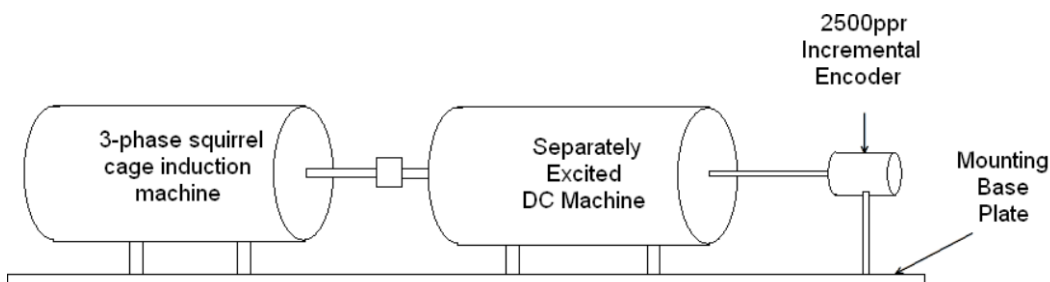 3-phase squirrel
cage induction
machine
Separately
Excited
DC Machine
2500ppr
Incremental
Encoder
Mounting
Base
Plate